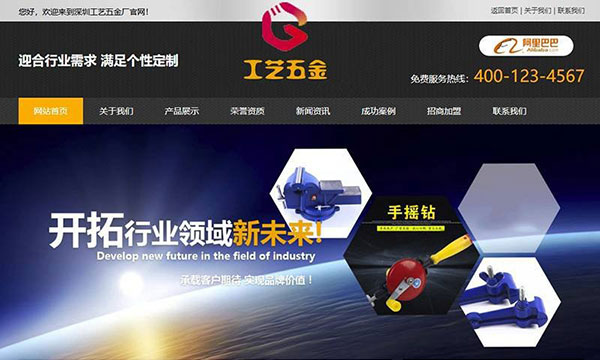 您好，欢迎来到深圳工艺五金厂官网！
返回首页 | 关于我们 | 联系我们
迎合行业需求 满足个性定制
工艺五金
阿里巴巴
Alibaba.com
免费服务热线：400-123-4567
网站首页 关于我们 产品展示 荣誉资质 新闻资讯 成功案例 招商加盟 联系我们
手摇钻
开拓行业领域新未来!
Develop new future in the field of industry
承载客户期待 实现品牌价值！